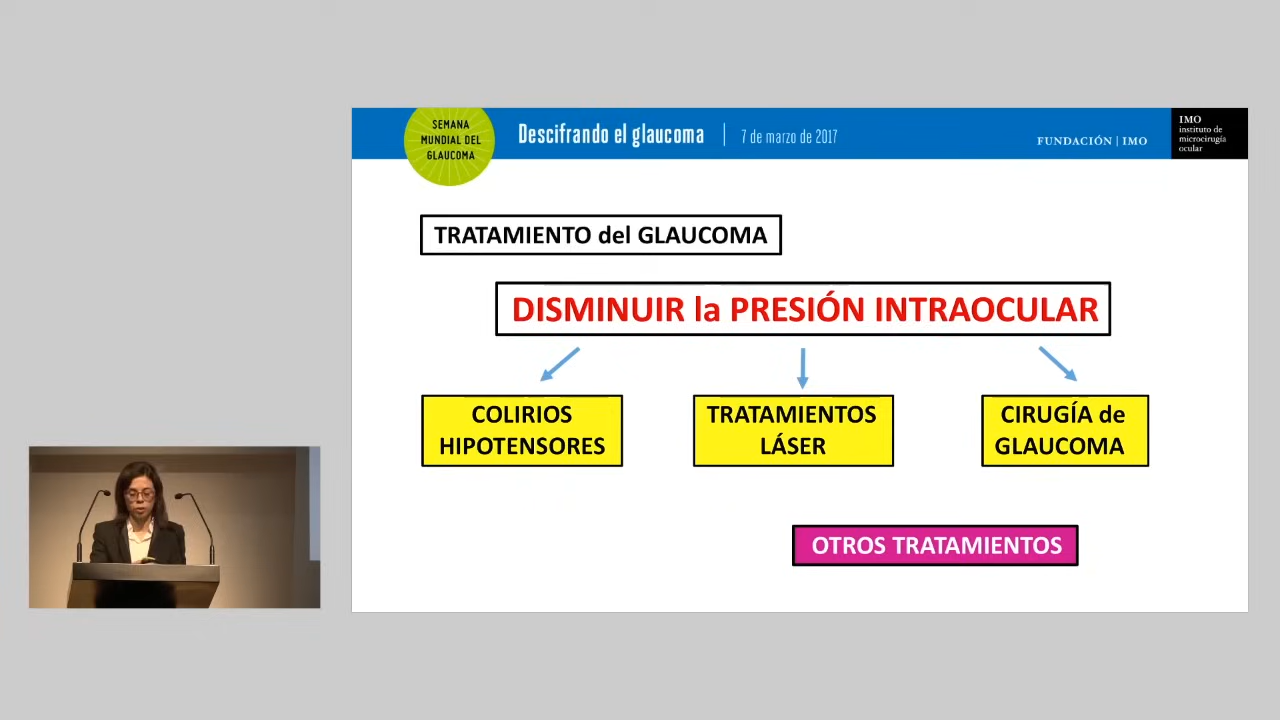 SEMANA
MUNDIAL DEL
GLAUCOMA
Descifrando el glaucoma
7 de marzo de 2017
FUNDACIÓN | IMO
IMO
instituto de
microcirugía
ocular
TRATAMIENTO del GLAUCOMA
DISMINUIR la PRESIÓN INTRAOCULAR
COLIRIOS
HIPOTENSORES
TRATAMIENTOS
LÁSER
CIRUGÍA de
GLAUCOMA
OTROS TRATAMIENTOS